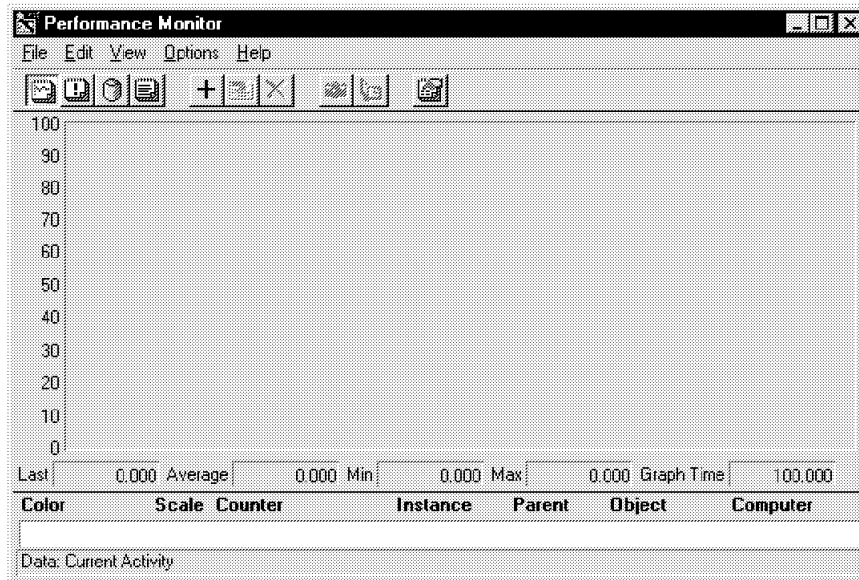 Performance Monitor
File Edit View Options Help
100
90
80
70
60
50
40
30
20
10
0
Last 0.000 Average 0.000 Min 0.000 Max 0.000 Graph Time 100.000
Color Scale Counter Instance Parent Object Computer
Data: Current Activity